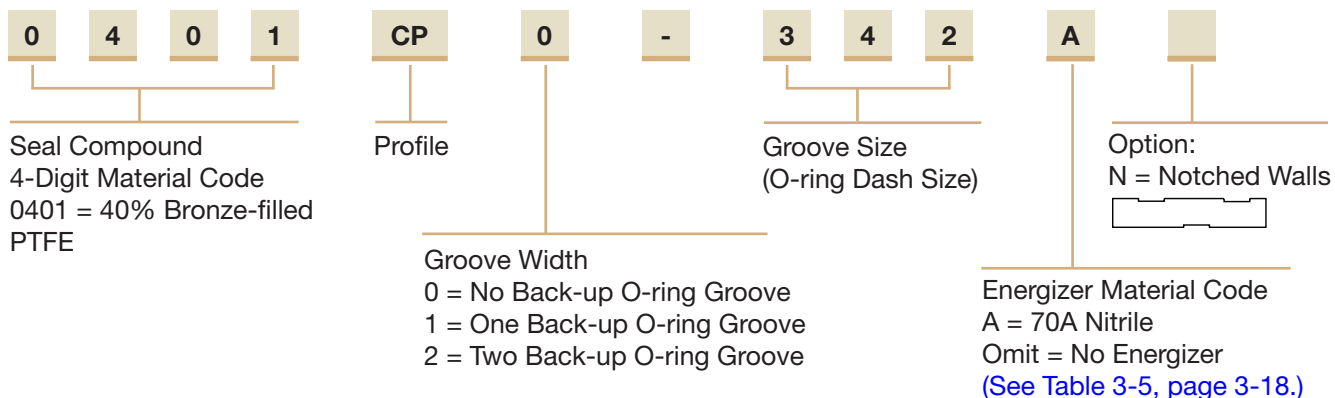 0 4 0 1 CP 0 - 3 4 2 A
Seal Compound
4-Digit Material Code
0401 = 40% Bronze-filled
PTFE
Profile
Groove Width
0 = No Back-up O-ring Groove
1 = One Back-up O-ring Groove
2 = Two Back-up O-ring Groove
Groove Size
(O-ring Dash Size)
Energizer Material Code
A = 70A Nitrile
Omit = No Energizer
(See Table 3-5, page 3-18.)
Option:
N = Notched Walls